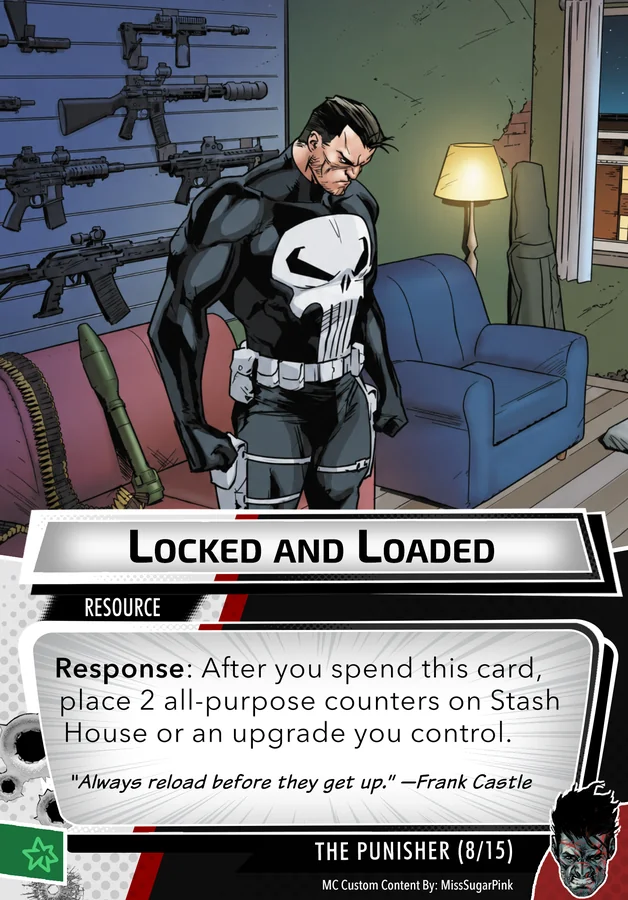 Locked and Loaded
RESOURCE
Response: After you spend this card,
place 2 all-purpose counters on Stash
House or an upgrade you control.
"Always reload before they get up." —Frank Castle
THE PUNISHER (8/15)
MC Custom Content By: MissSugarPink